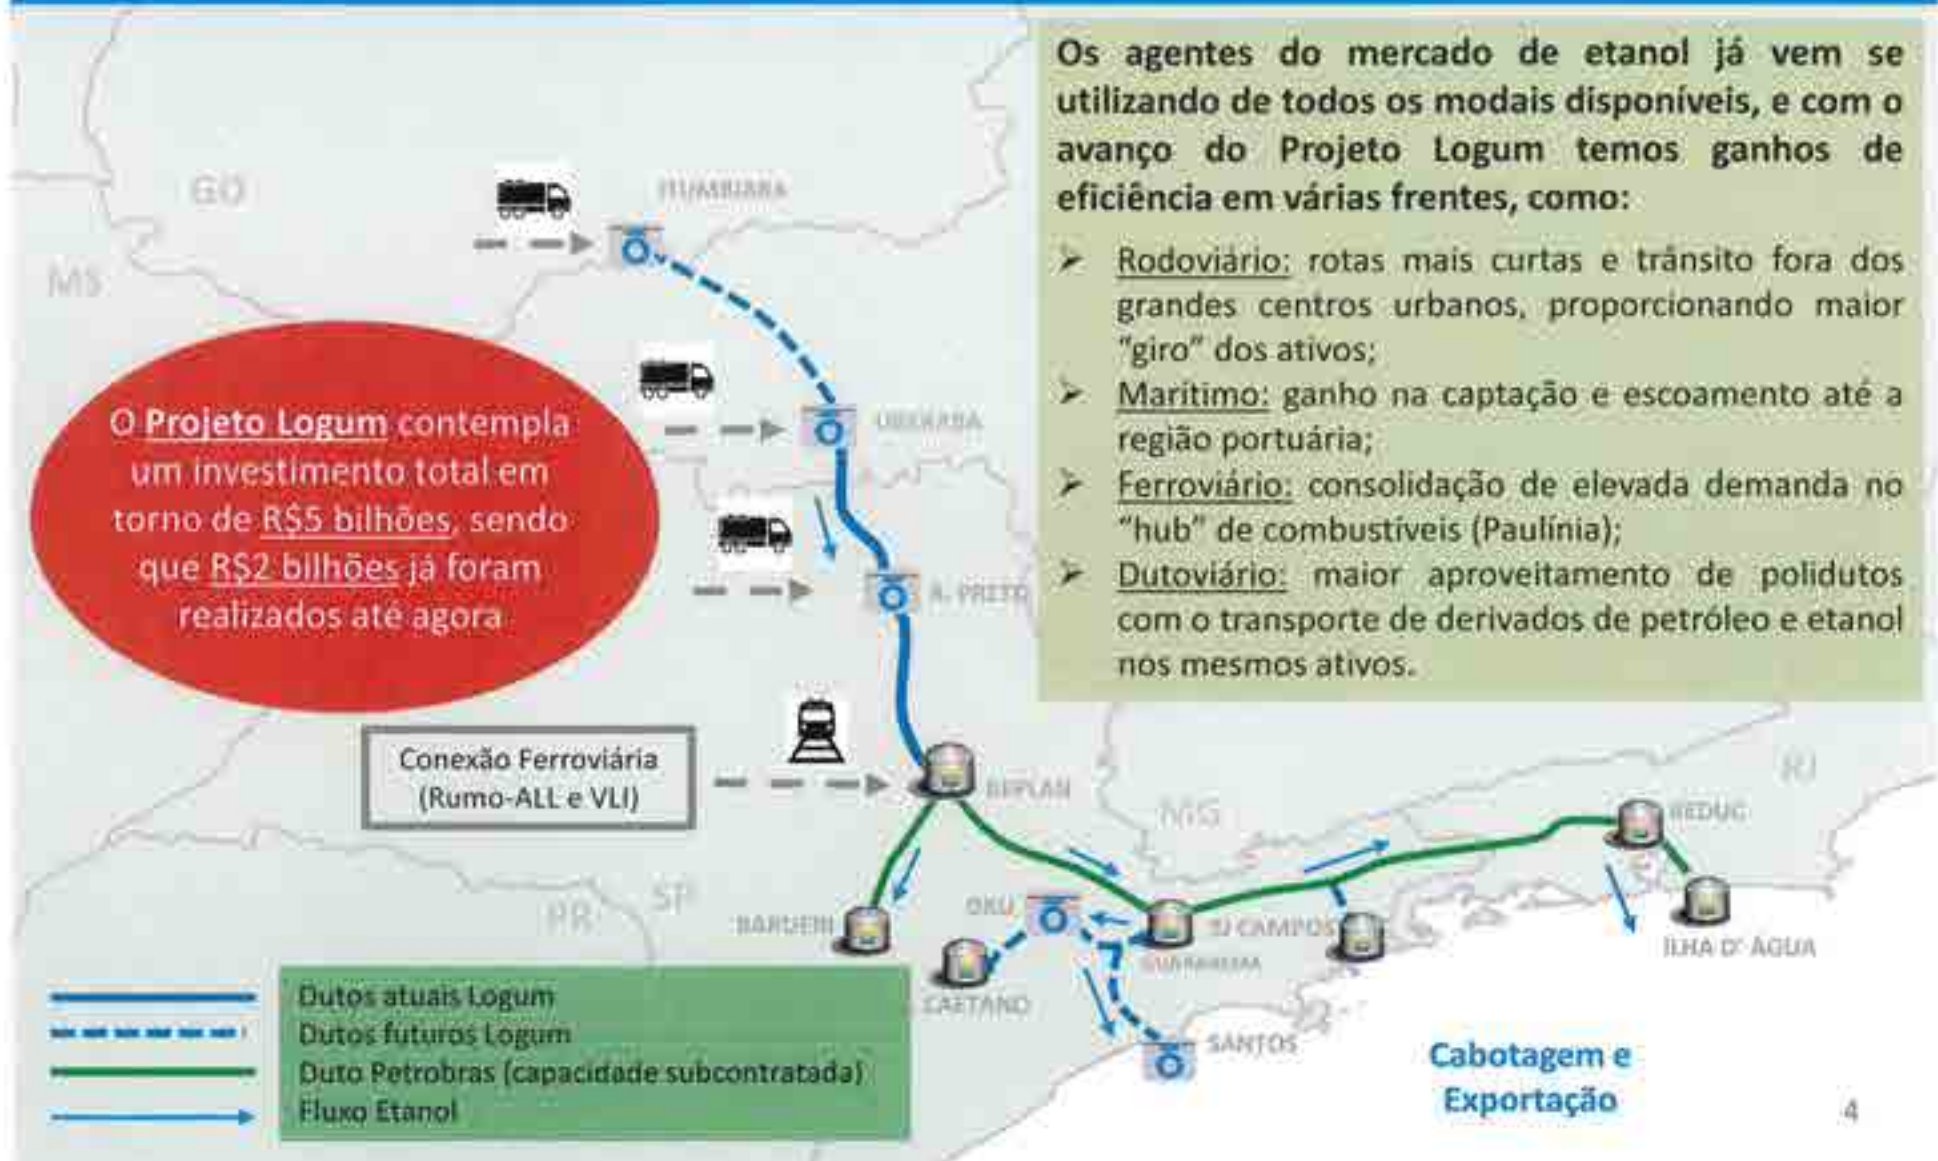 Os agentes do mercado de etanol já vem se
utilizando de todos os modais disponíveis, e com o
avanço do Projeto Logum temos ganhos de
eficiência em várias frentes, como:
➢ Rodoviário: rotas mais curtas e trânsito fora dos
grandes centros urbanos, proporcionando maior
"giro" dos ativos;
➢ Marítimo: ganho na captação e escoamento até a
região portuária;
➢ Ferroviário: consolidação de elevada demanda no
"hub" de combustíveis (Paulínia);
➢ Dutoviário: maior aproveitamento de polidutos
com o transporte de derivados de petróleo e etanol
nos mesmos ativos.
GO
ITUMBIARA
MS
O Projeto Logum contempla
um investimento total em
torno de R$5 bilhões, sendo
que R$2 bilhões já foram
realizados até agora
UBERABA
R. PRETO
Conexão Ferroviária
(Rumo-ALL e VLI)
REPLAN
MG
RJ
REDUC
PR
SP
BARUERI
SJ CAMPOS
GUARAREMA
ILHA D' ÁGUA
CAETANO
SANTOS
Dutos atuais Logum
Dutos futuros Logum
Duto Petrobras (capacidade subcontratada)
Fluxo Etanol
Cabotagem e
Exportação
4